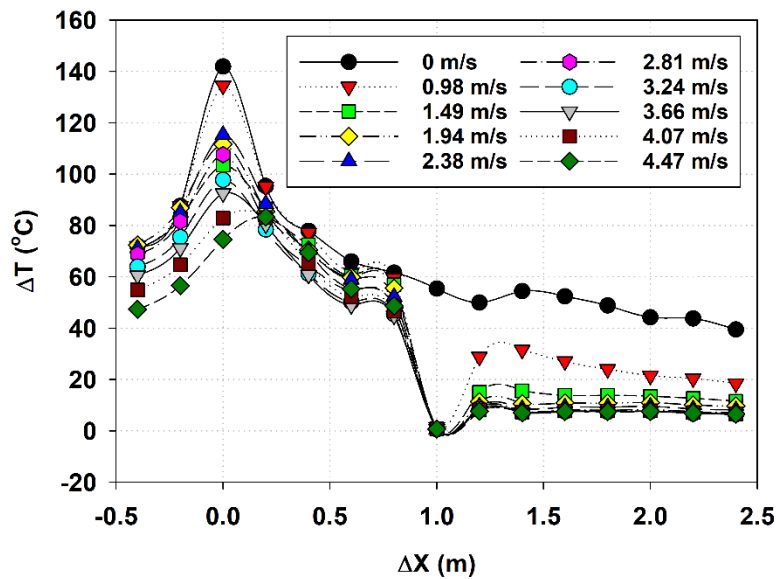 160
140
120
100
80
60
40
20
0
-20
ΔT (°C)
0 m/s
0.98 m/s
1.49 m/s
1.94 m/s
2.38 m/s
2.81 m/s
3.24 m/s
3.66 m/s
4.07 m/s
4.47 m/s
-0.5 0.0 0.5 1.0 1.5 2.0 2.5
ΔX (m)